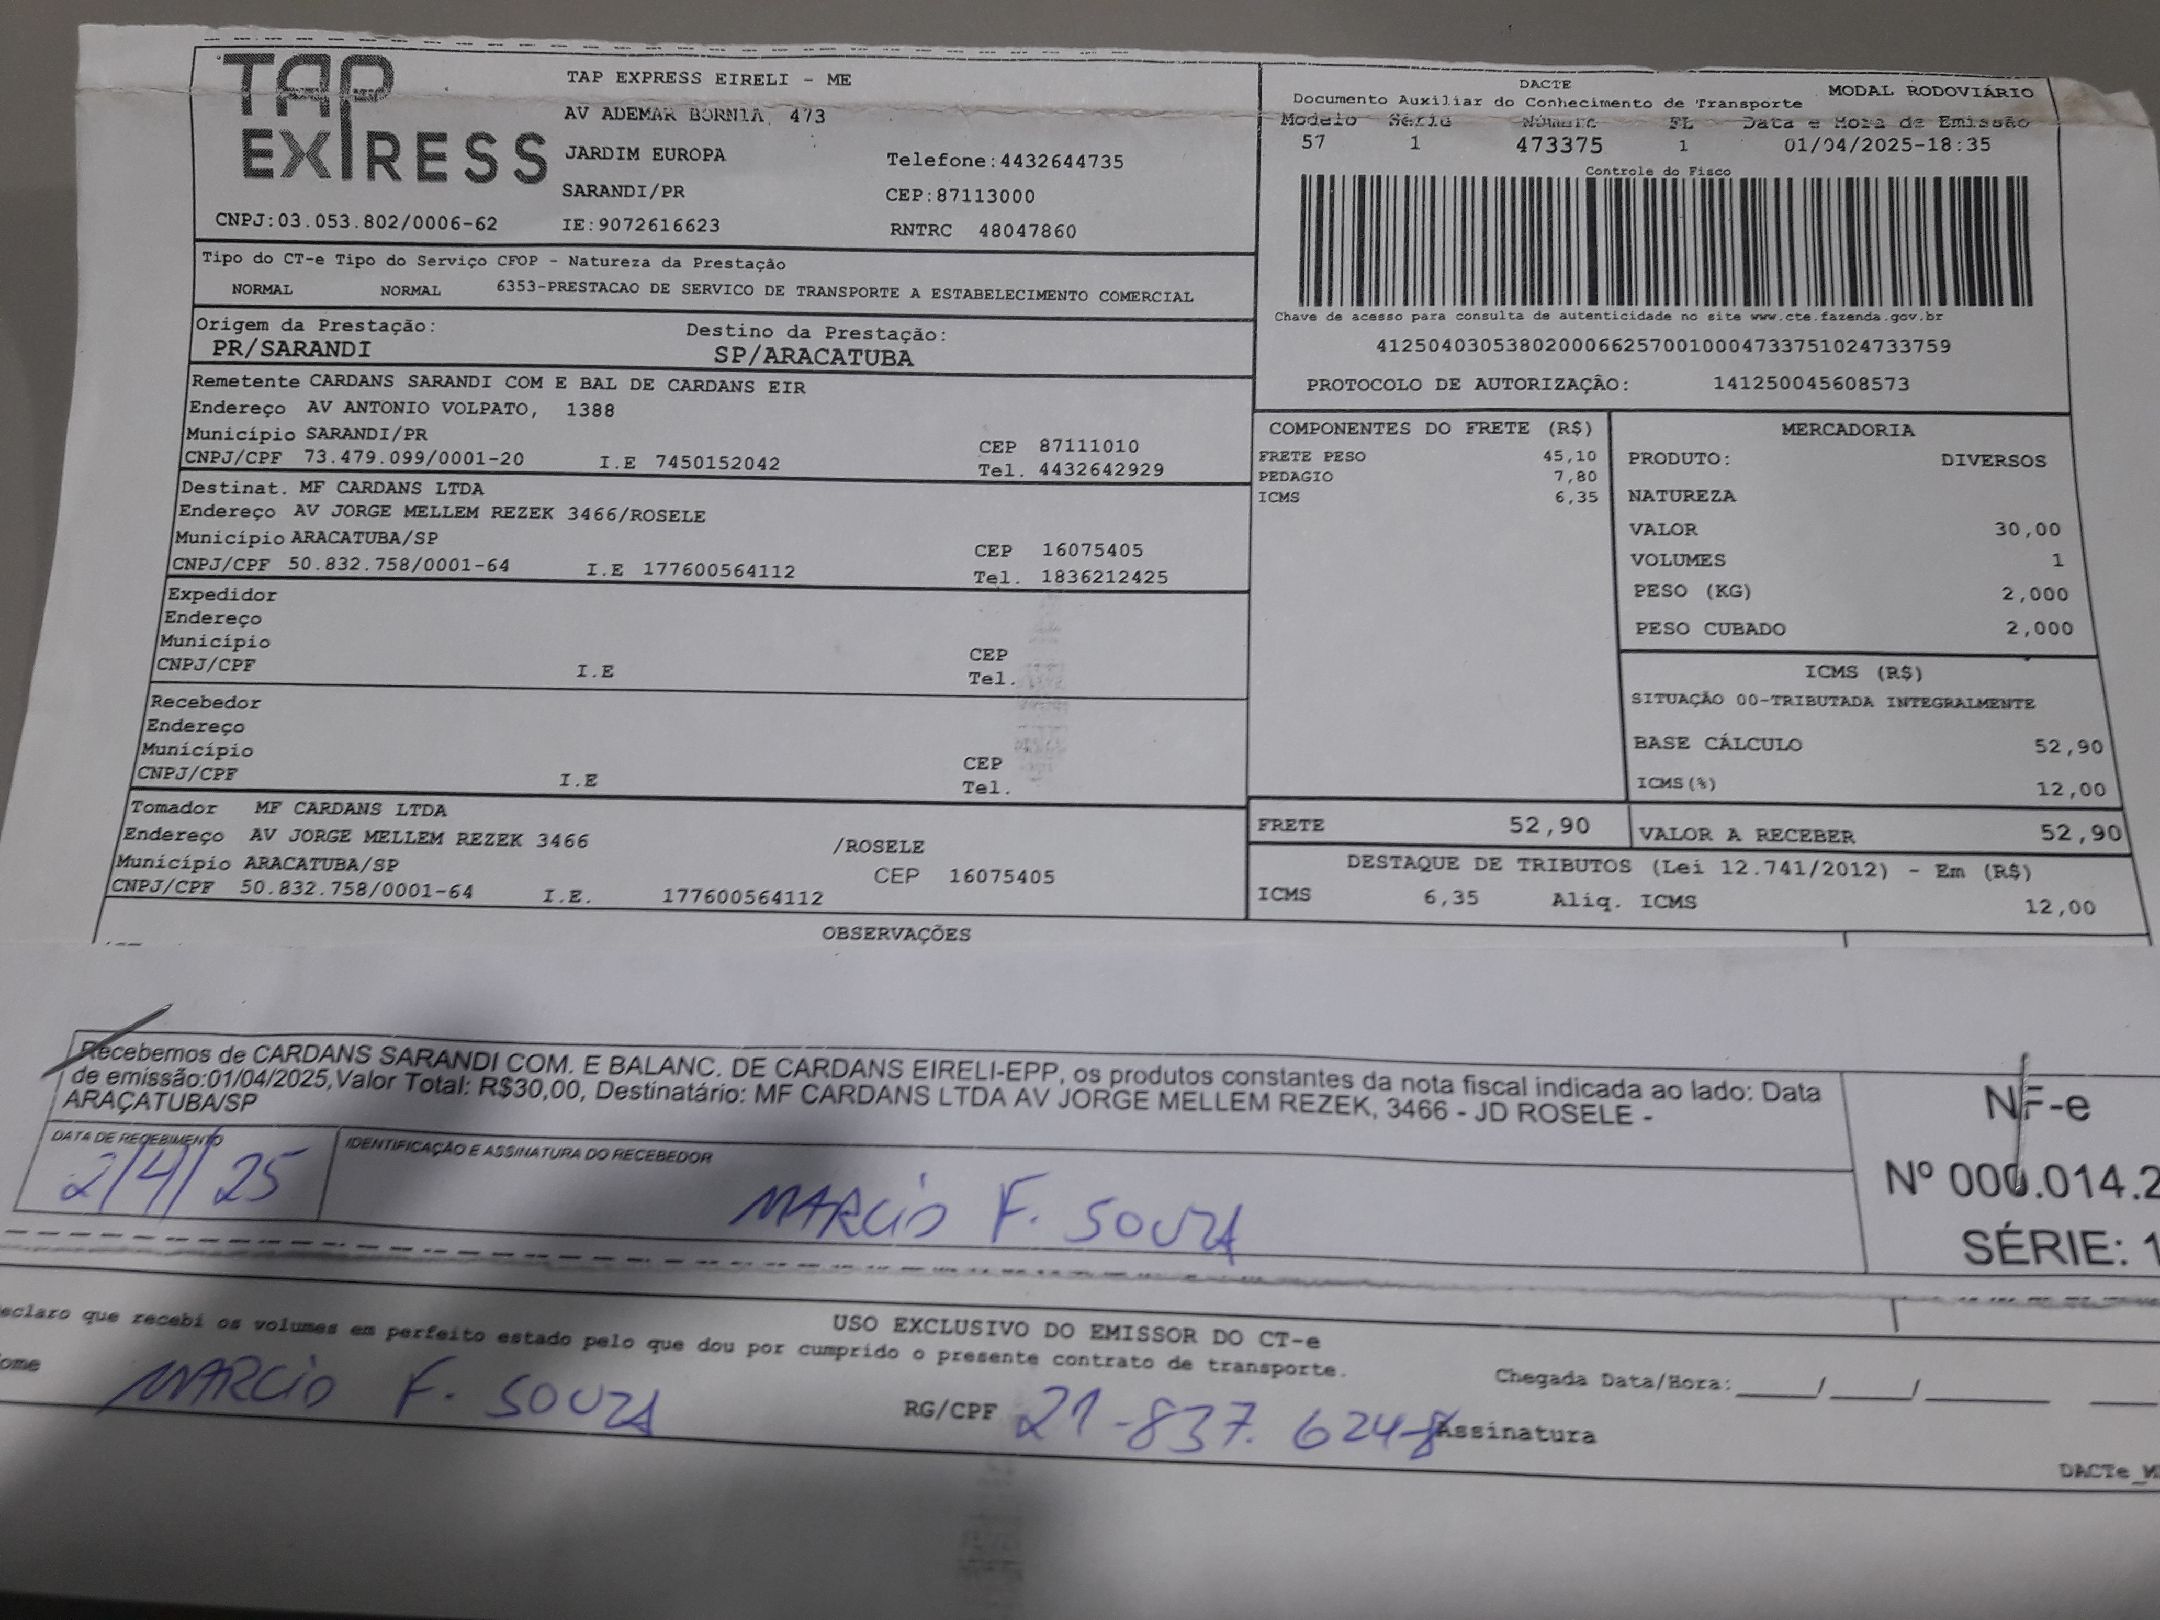 TAP EXPRESS
TAP EXPRESS EIRELI - ME
AV ADEMAR BORNIA, 473
JARDIM EUROPA Telefone:4432644735
SARANDI/PR CEP:87113000
CNPJ:03.053.802/0006-62 IE:9072616623 RNTRC 48047860
DACTE MODAL RODOVIÁRIO
Documento Auxiliar do Conhecimento de Transporte
Modelo Série Número FL Data e Hora de Emissão
57 1 473375 1 01/04/2025-18:35
Controle do Fisco
Chave de acesso para consulta de autenticidade no site www.cte.fazenda.gov.br
41250403053802000662570010004733751024733759
PROTOCOLO DE AUTORIZAÇÃO: 141250045608573
Tipo do CT-e Tipo do Serviço CFOP - Natureza da Prestação
NORMAL NORMAL 6353-PRESTACAO DE SERVICO DE TRANSPORTE A ESTABELECIMENTO COMERCIAL
Origem da Prestação: Destino da Prestação:
PR/SARANDI SP/ARACATUBA
Remetente CARDANS SARANDI COM E BAL DE CARDANS EIR
Endereço AV ANTONIO VOLPATO, 1388
Município SARANDI/PR CEP 87111010
CNPJ/CPF 73.479.099/0001-20 I.E 7450152042 Tel. 4432642929
Destinat. MF CARDANS LTDA
Endereço AV JORGE MELLEM REZEK 3466/ROSELE
Município ARACATUBA/SP CEP 16075405
CNPJ/CPF 50.832.758/0001-64 I.E 177600564112 Tel. 1836212425
Expedidor
Endereço
Município CEP
CNPJ/CPF I.E Tel.
Recebedor
Endereço
Município CEP
CNPJ/CPF I.E Tel.
Tomador MF CARDANS LTDA
Endereço AV JORGE MELLEM REZEK 3466 /ROSELE
Município ARACATUBA/SP CEP 16075405
CNPJ/CPF 50.832.758/0001-64 I.E. 177600564112
COMPONENTES DO FRETE (R$)
FRETE PESO 45,10
PEDAGIO 7,80
ICMS 6,35
MERCADORIA
PRODUTO: DIVERSOS
NATUREZA
VALOR 30,00
VOLUMES 1
PESO (KG) 2,000
PESO CUBADO 2,000
ICMS (R$)
SITUAÇÃO 00-TRIBUTADA INTEGRALMENTE
BASE CÁLCULO 52,90
ICMS(%) 12,00
FRETE 52,90 VALOR A RECEBER 52,90
DESTAQUE DE TRIBUTOS (Lei 12.741/2012) - Em (R$)
ICMS 6,35 Aliq. ICMS 12,00
OBSERVAÇÕES
Recebemos de CARDANS SARANDI COM. E BALANC. DE CARDANS EIRELI-EPP, os produtos constantes da nota fiscal indicada ao lado: Data
de emissão:01/04/2025,Valor Total: R$30,00, Destinatário: MF CARDANS LTDA AV JORGE MELLEM REZEK, 3466 - JD ROSELE -
ARAÇATUBA/SP
NF-e
Nº 000.014.2
SÉRIE: 1
DATA DE RECEBIMENTO IDENTIFICAÇÃO E ASSINATURA DO RECEBEDOR
2/4/25 MARCIO F. SOUZA
USO EXCLUSIVO DO EMISSOR DO CT-e
eclaro que recebi os volumes em perfeito estado pelo que dou por cumprido o presente contrato de transporte.
ome MARCIO F. SOUZA RG/CPF 21-837.624-8 Assinatura
Chegada Data/Hora:____/____/______
DACTe_M